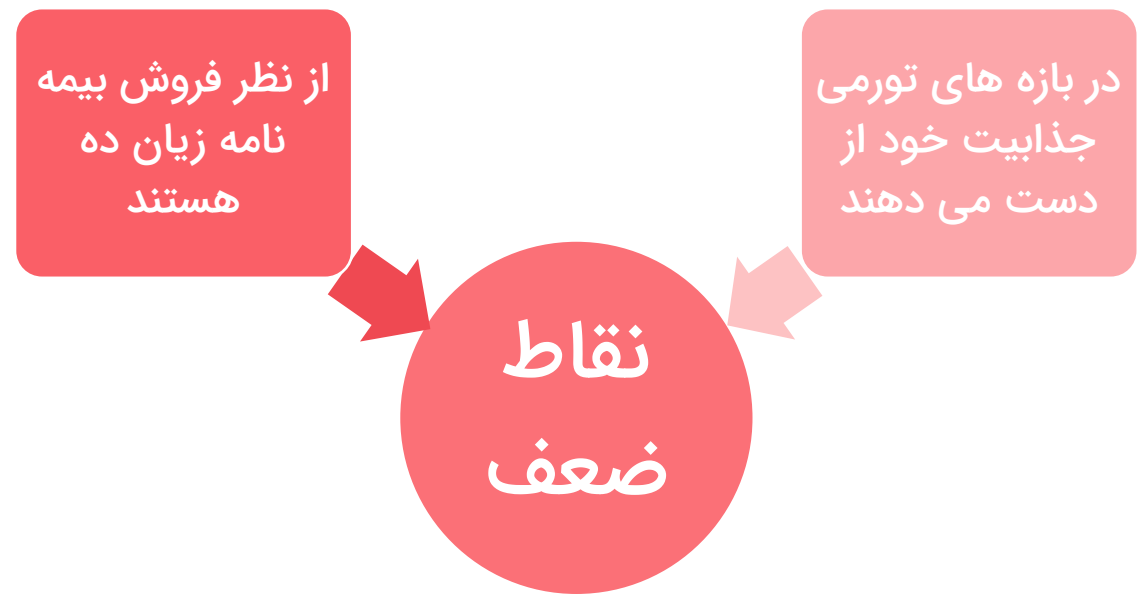 در بازه های تورمی
جذابیت خود از
دست می دهند
از نظر فروش بیمه
نامه زیان ده
هستند
نقاط
ضعف